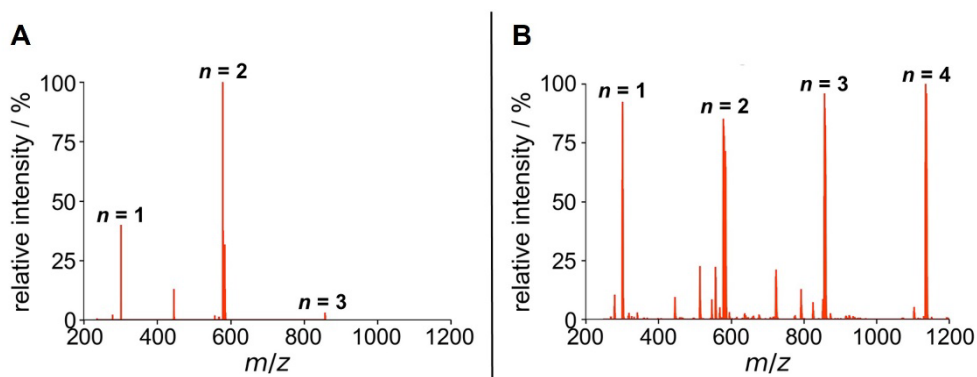 A
relative intensity / %
100
75
50
25
0
n = 1
n = 2
n = 3
200 400 600 800 1000 1200
m/z
B
relative intensity / %
100
75
50
25
0
n = 1
n = 2
n = 3
n = 4
200 400 600 800 1000 1200
m/z